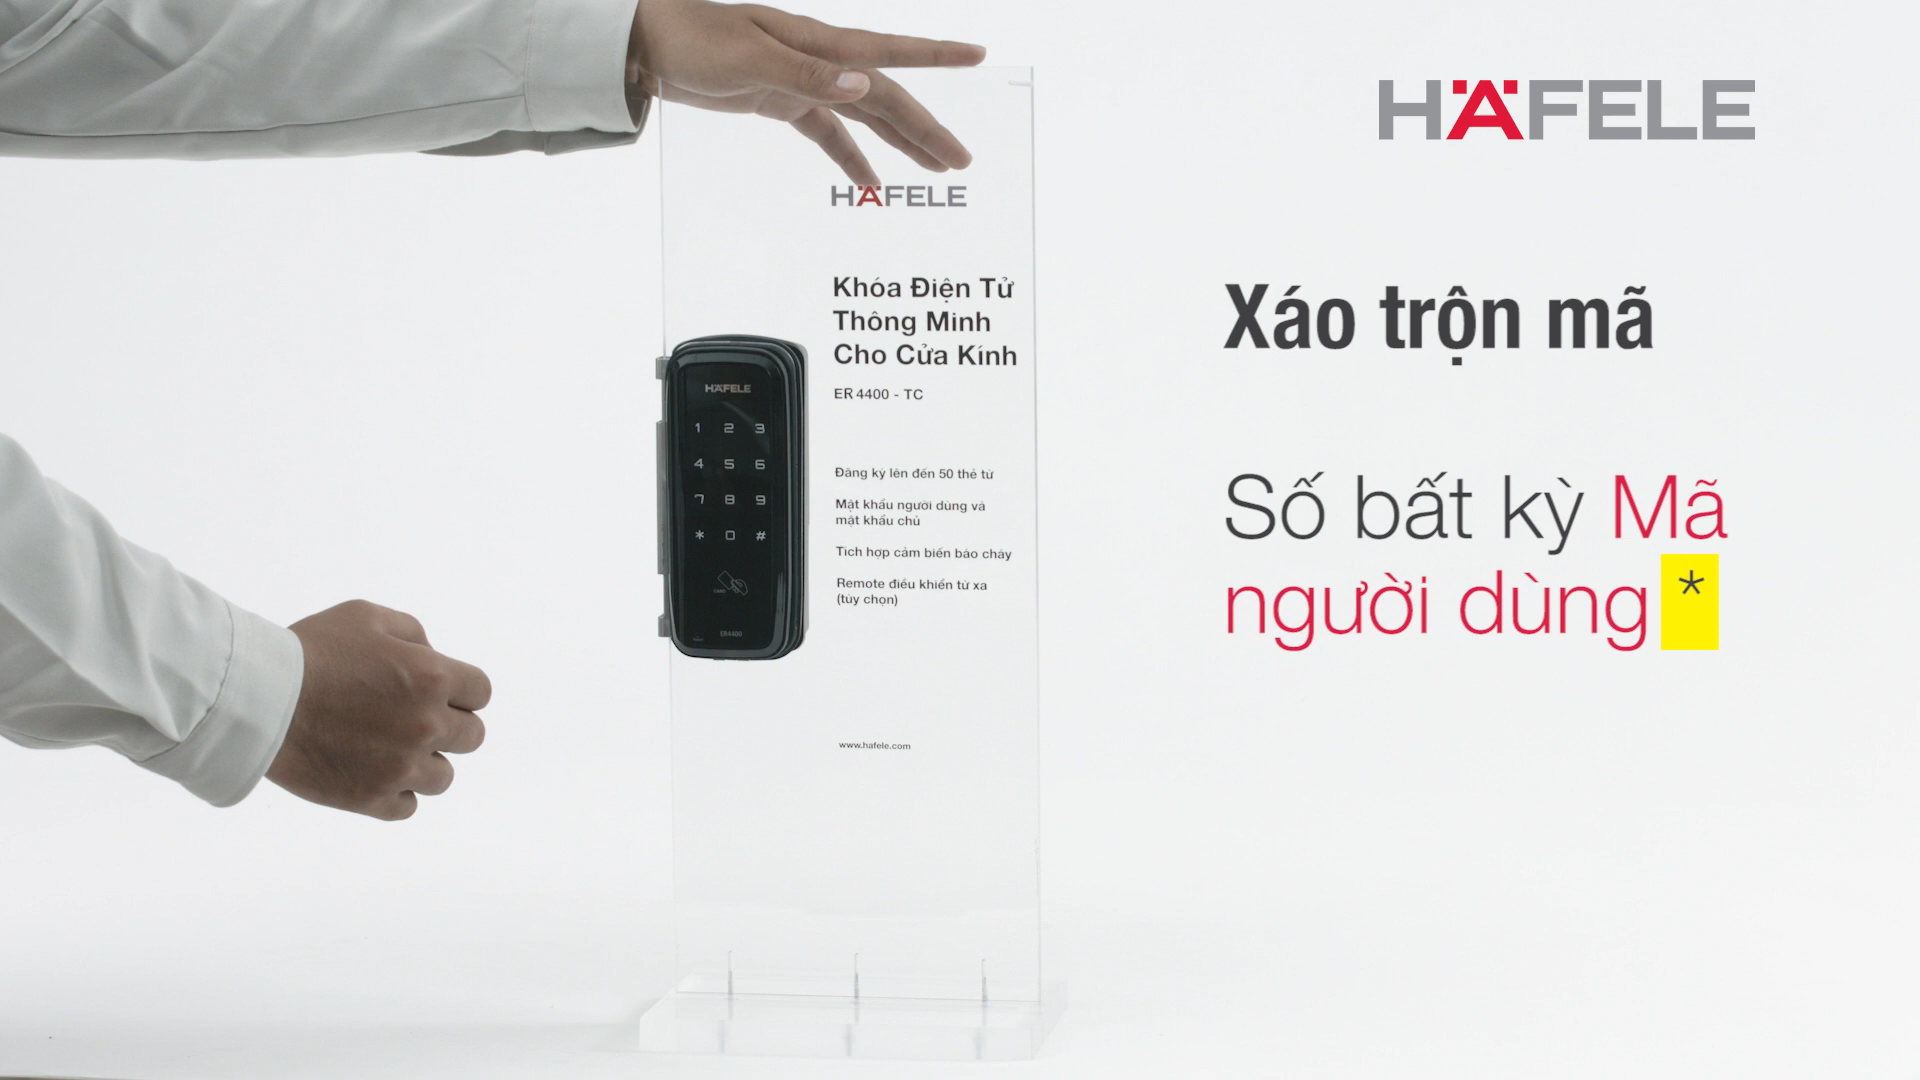 HÄFELE
HÄFELE
Khóa Điện Tử
Thông Minh
Cho Cửa Kính
ER 4400 - TC
Đăng ký lên đến 50 thẻ từ
Mật khẩu người dùng và
mật khẩu chủ
Tích hợp cảm biến báo cháy
Remote điều khiển từ xa
(tùy chọn)
www.hafele.com
HÄFELE
1 2 3
4 5 6
7 8 9
* 0 #
CARD
ER4400
Xáo trộn mã
Số bất kỳ Mã
người dùng *